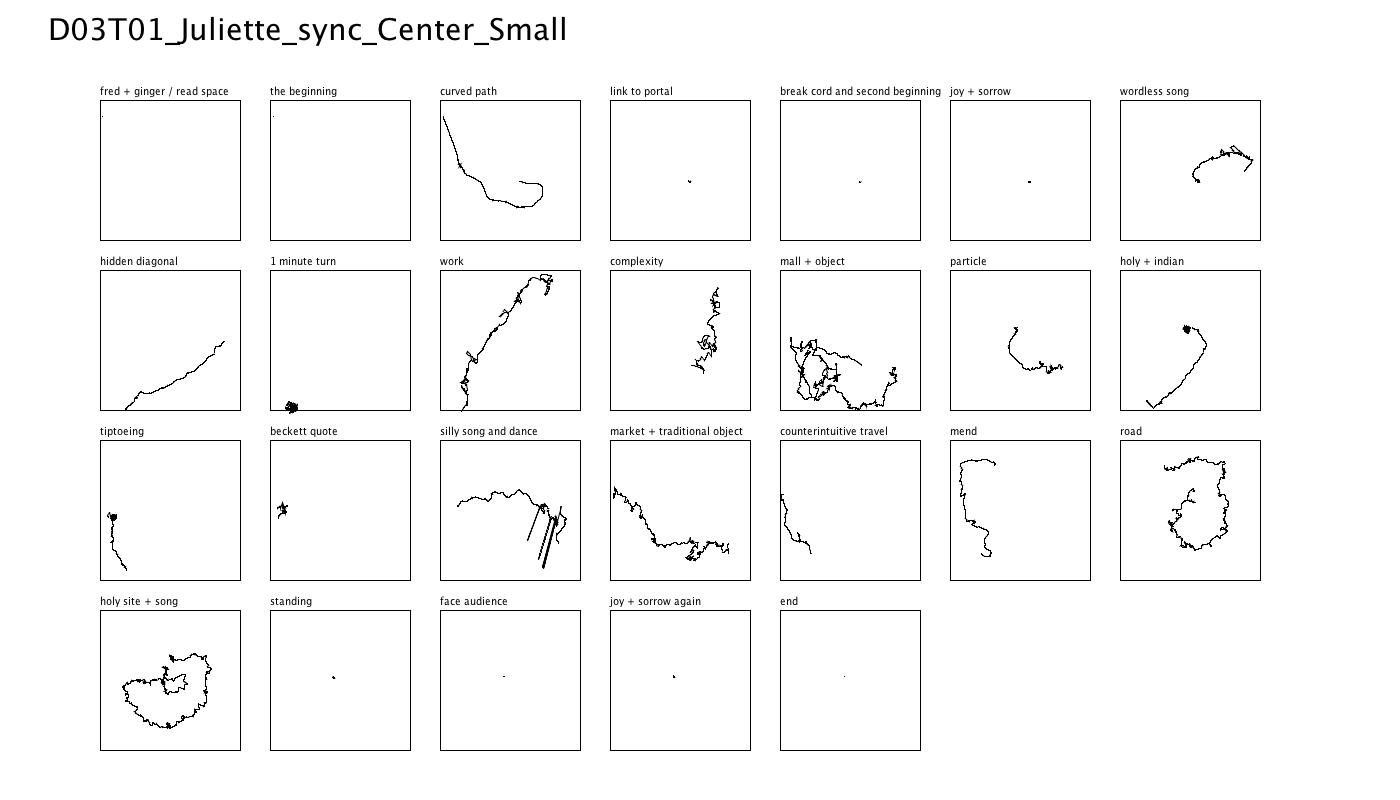 D03T01_Juliette_sync_Center_Small
fred + ginger / read space
the beginning
curved path
link to portal
break cord and second beginning
joy + sorrow
wordless song
hidden diagonal
1 minute turn
work
complexity
mall + object
particle
holy + indian
tiptoeing
beckett quote
silly song and dance
market + traditional object
counterintuitive travel
mend
road
holy site + song
standing
face audience
joy + sorrow again
end